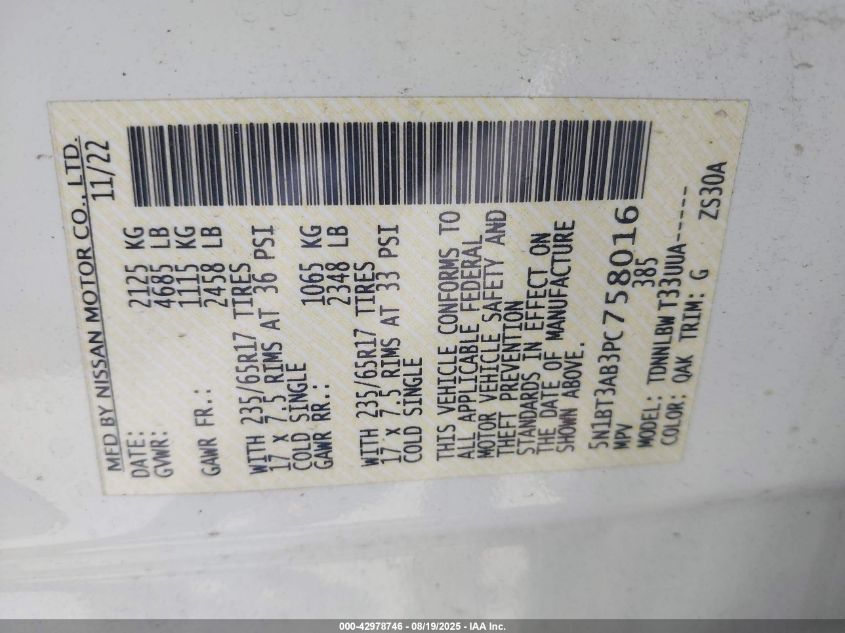 MFD BY NISSAN MOTOR CO., LTD.
DATE: 11/22
GVWR: 2125 KG
4685 LB
GAWR FR.: 1115 KG
2458 LB
WITH 235/65R17 TIRES
17 X 7.5 RIMS AT 36 PSI
COLD SINGLE
GAWR RR.: 1065 KG
2348 LB
WITH 235/65R17 TIRES
17 X 7.5 RIMS AT 33 PSI
COLD SINGLE
THIS VEHICLE CONFORMS TO
ALL APPLICABLE FEDERAL
MOTOR VEHICLE SAFETY AND
THEFT PREVENTION
STANDARDS IN EFFECT ON
THE DATE OF MANUFACTURE
SHOWN ABOVE.
5N1BT3AB3PC758016
MPV 385
MODEL: TDNNLBW T33UUA-----
COLOR: QAK TRIM: G ZS30A
000-42978746 - 08/19/2025 - IAA Inc.